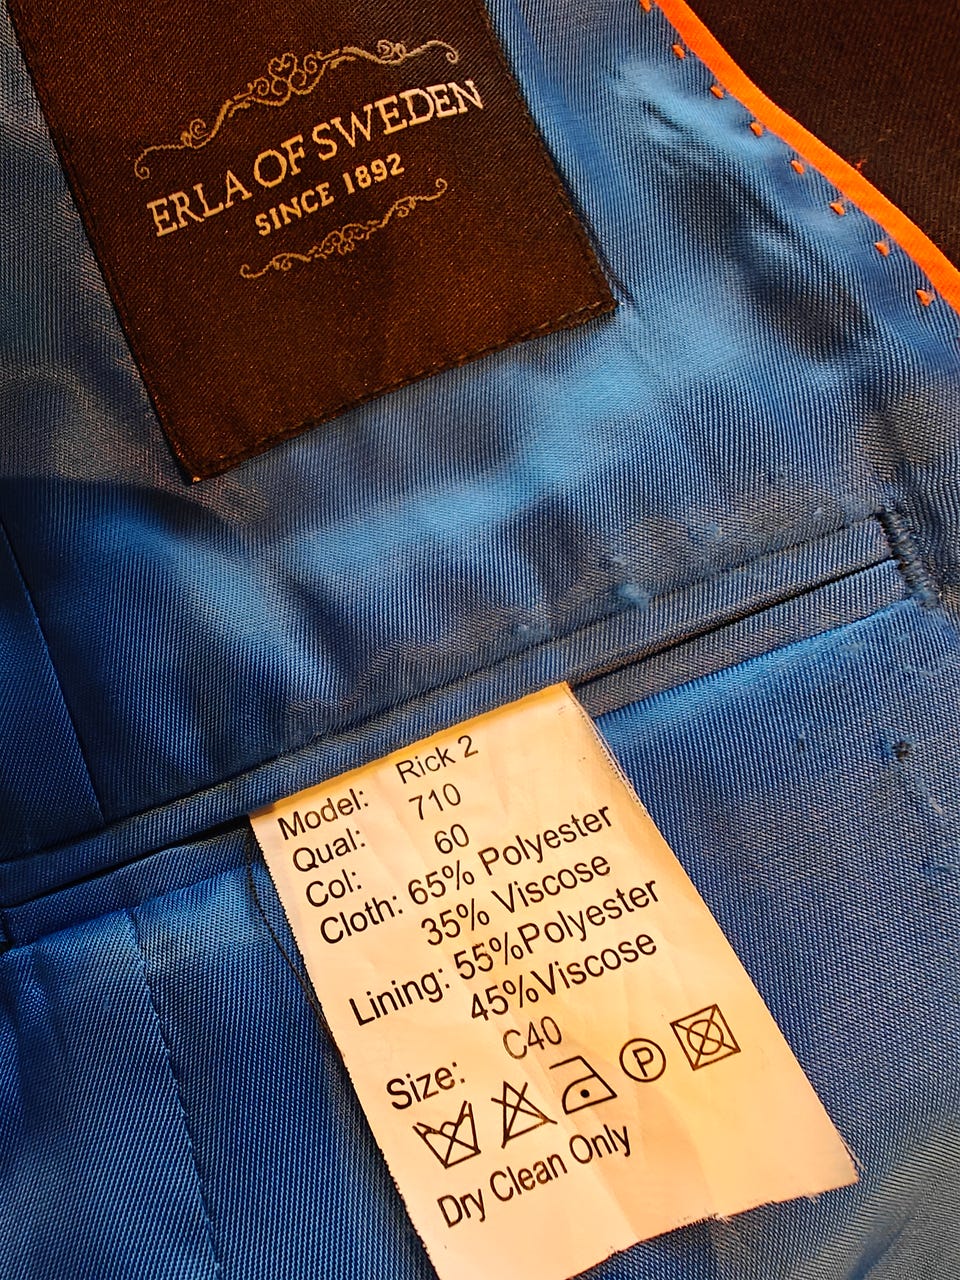 ERLA OF SWEDEN
SINCE 1892
Model: Rick 2
Qual: 710
Col: 60
Cloth: 65% Polyester
35% Viscose
Lining: 55%Polyester
45%Viscose
Size: C40
P
Dry Clean Only